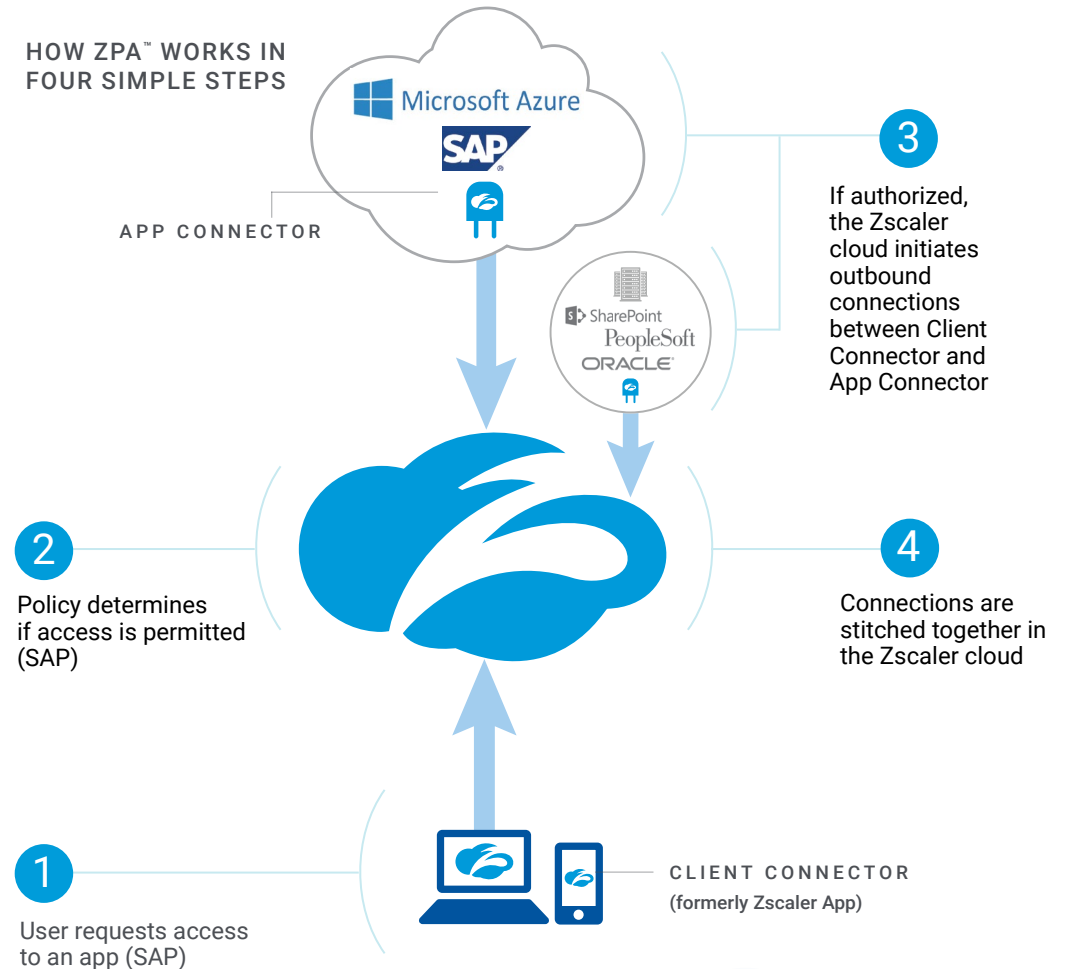 HOW ZPA™ WORKS IN
FOUR SIMPLE STEPS
Microsoft Azure
SAP®
APP CONNECTOR
3
If authorized,
the Zscaler
cloud initiates
outbound
connections
between Client
Connector and
App Connector
S SharePoint
PeopleSoft
ORACLE®
2
Policy determines
if access is permitted
(SAP)
4
Connections are
stitched together in
the Zscaler cloud
1
User requests access
to an app (SAP)
CLIENT CONNECTOR
(formerly Zscaler App)